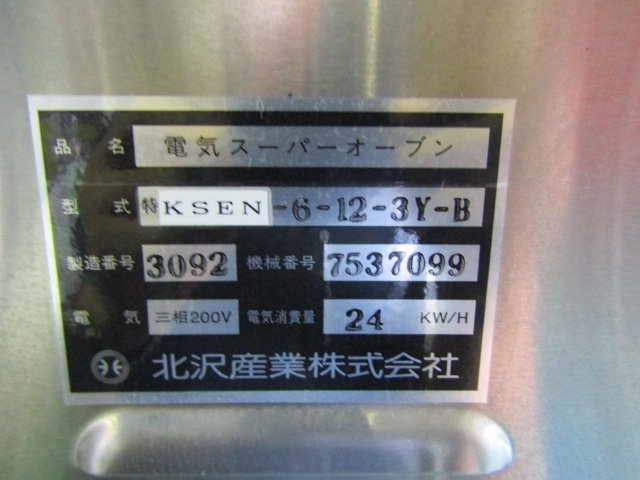 品名 電気スーパーオーブン
型式 特KSEN-6-12-3Y-B
製造番号 3092 機械番号 7537099
電気 三相200V 電気消費量 24 KW/H
北沢産業株式会社